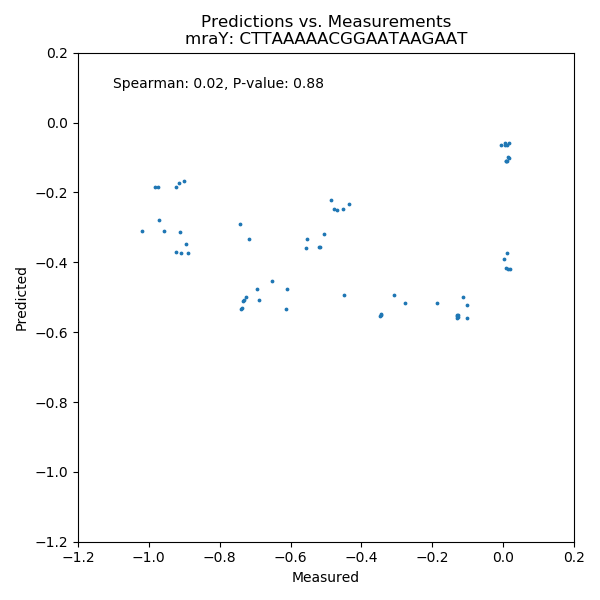 Predictions vs. Measurements
mraY: CTTAAAAACGGAATAAGAAT
Spearman: 0.02, P-value: 0.88
0.2
0.0
−0.2
−0.4
−0.6
−0.8
−1.0
−1.2
Predicted
−1.2 −1.0 −0.8 −0.6 −0.4 −0.2 0.0 0.2
Measured